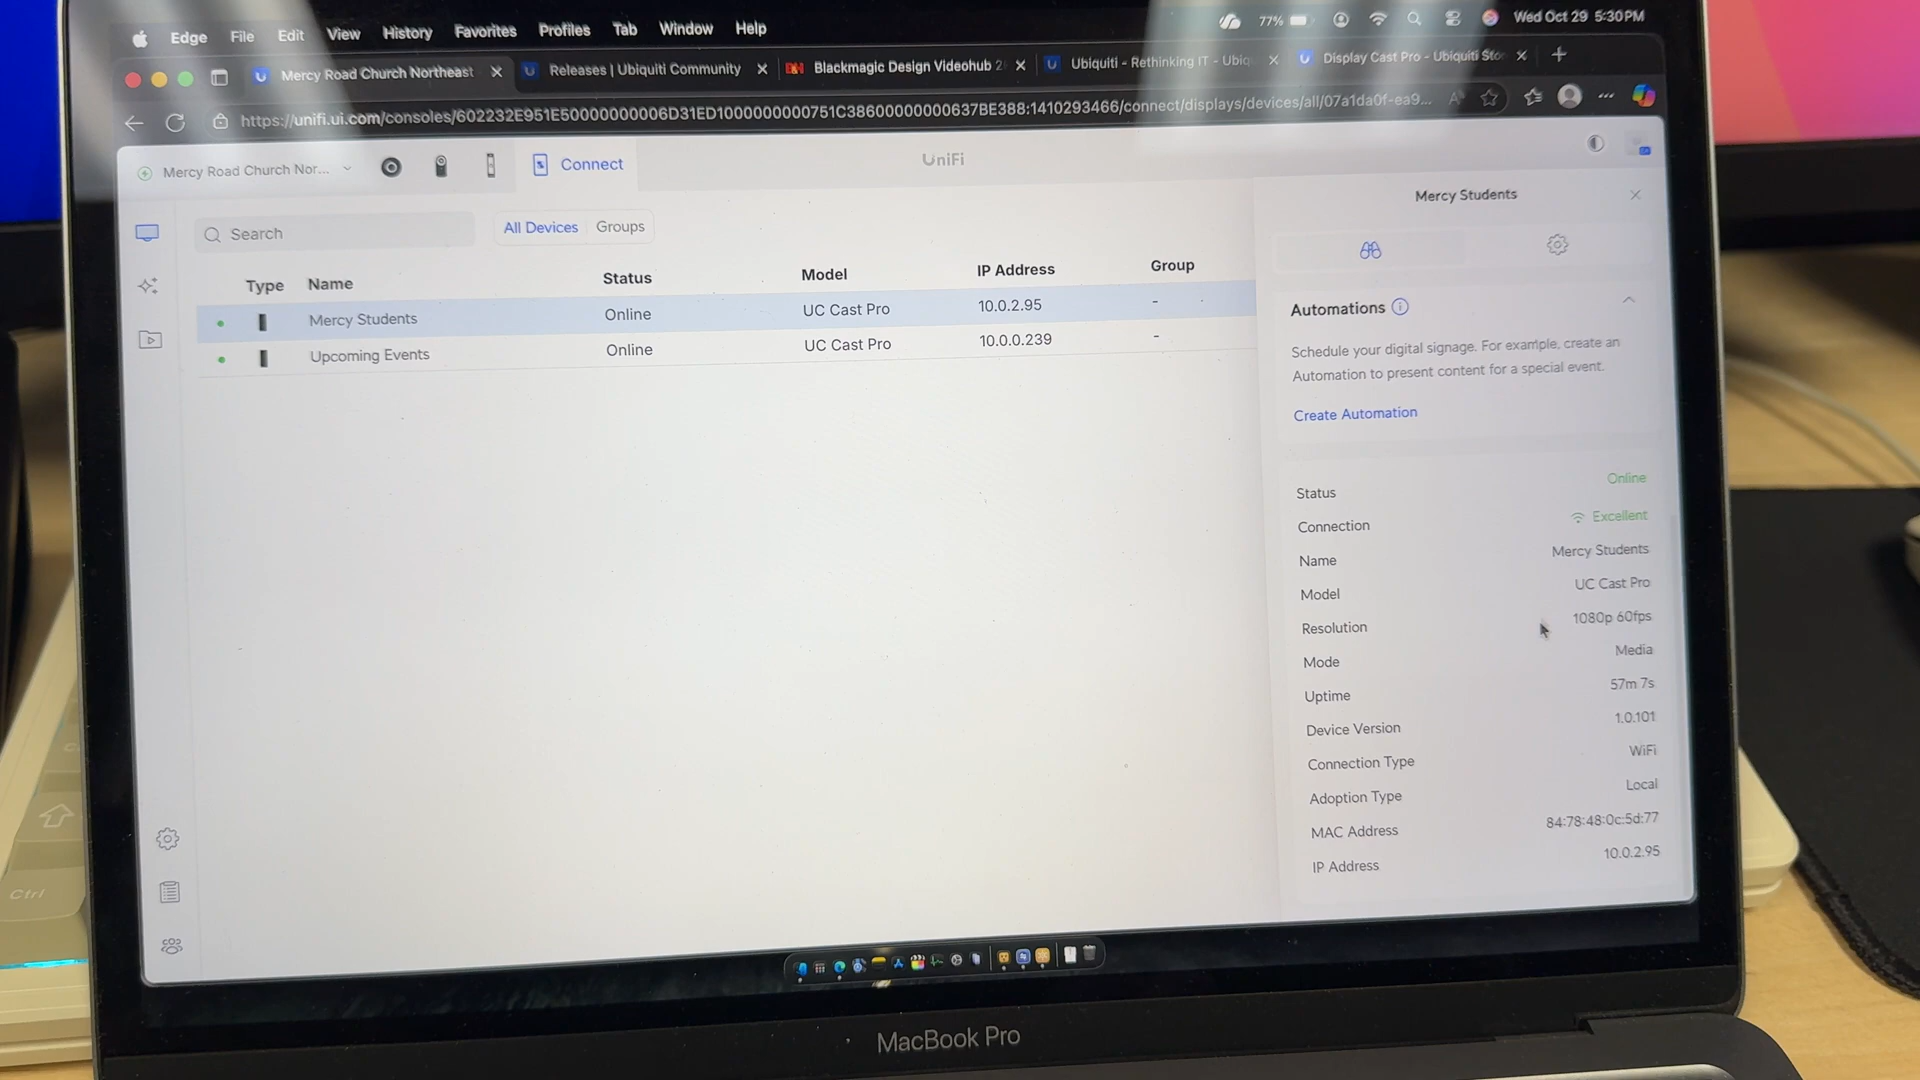 Edge File Edit View History Favorites Profiles Tab Window Help
77% Wed Oct 29 5:30PM
Mercy Road Church Northeast
Releases | Ubiquiti Community
Blackmagic Design Videohub 2
Ubiquiti - Rethinking IT - Ubiq
Display Cast Pro - Ubiquiti Sto
https://unifi.ui.com/consoles/602232E951E50000000006D31ED1000000000751C38600000000637BE388:1410293466/connect/displays/devices/all/07a1da0f-ea9...
Mercy Road Church Nor...
Connect
UniFi
Search
All Devices Groups
Type Name Status Model IP Address Group
Mercy Students Online UC Cast Pro 10.0.2.95 -
Upcoming Events Online UC Cast Pro 10.0.0.239 -
Mercy Students
Automations
Schedule your digital signage. For example, create an
Automation to present content for a special event.
Create Automation
Status Online
Connection Excellent
Name Mercy Students
Model UC Cast Pro
Resolution 1080p 60fps
Mode Media
Uptime 57m 7s
Device Version 1.0.101
Connection Type WiFi
Adoption Type Local
MAC Address 84:78:48:0c:5d:77
IP Address 10.0.2.95
Ctrl
MacBook Pro